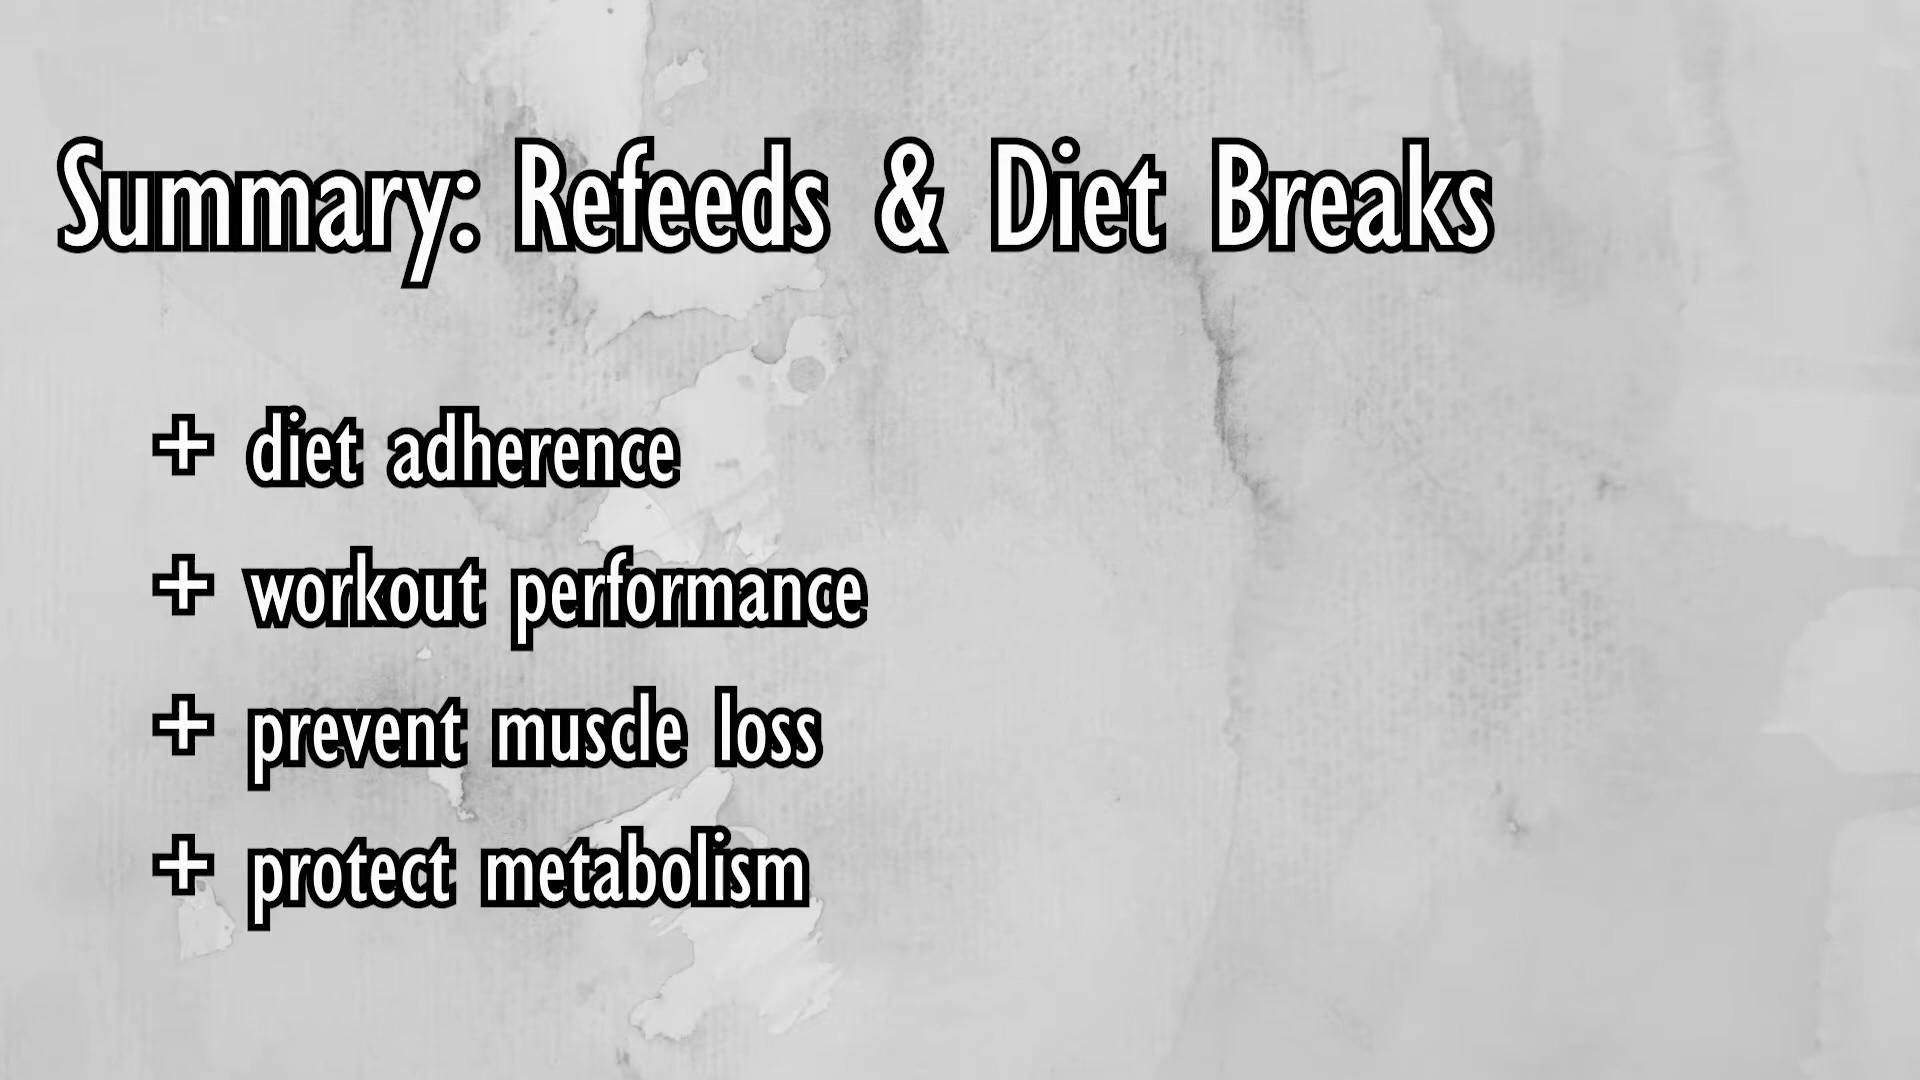 Summary: Refeeds & Diet Breaks
+ diet adherence
+ workout performance
+ prevent muscle loss
+ protect metabolism